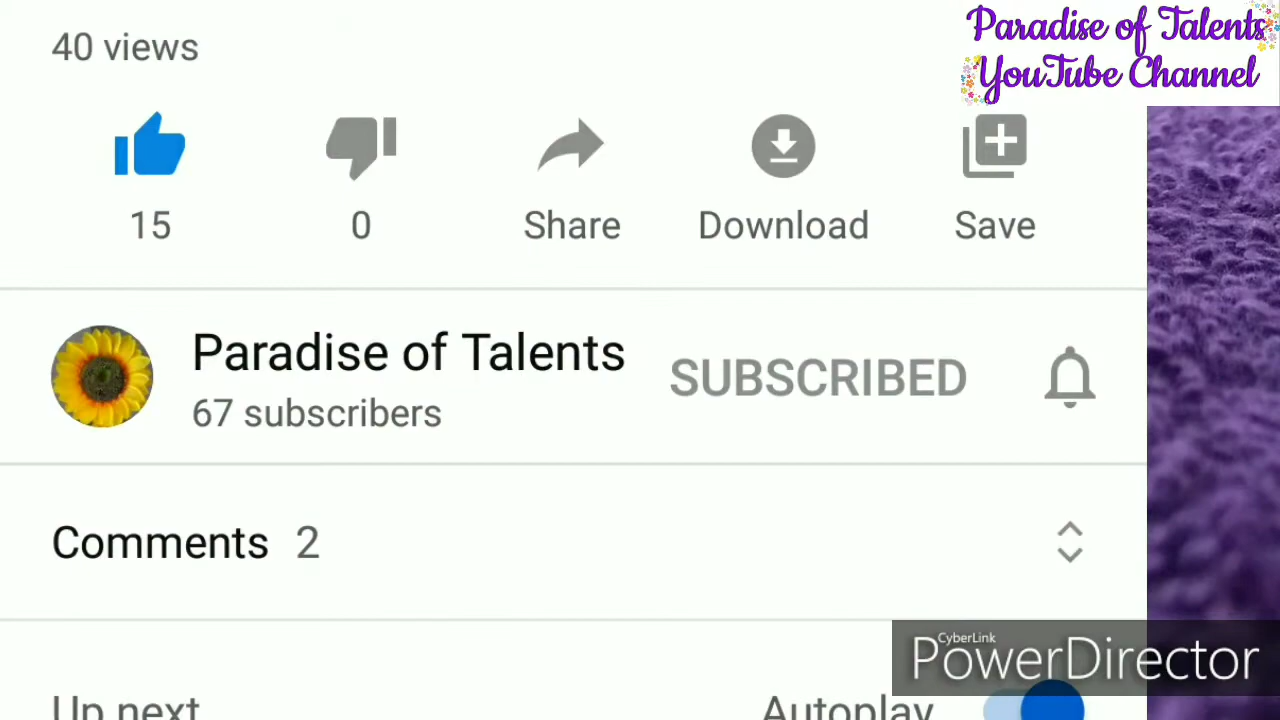 Paradise of Talents
YouTube Channel
40 views
15
0
Share
Download
Save
Paradise of Talents
67 subscribers
SUBSCRIBED
Comments 2
CyberLink
PowerDirector
Up next
Autoplay